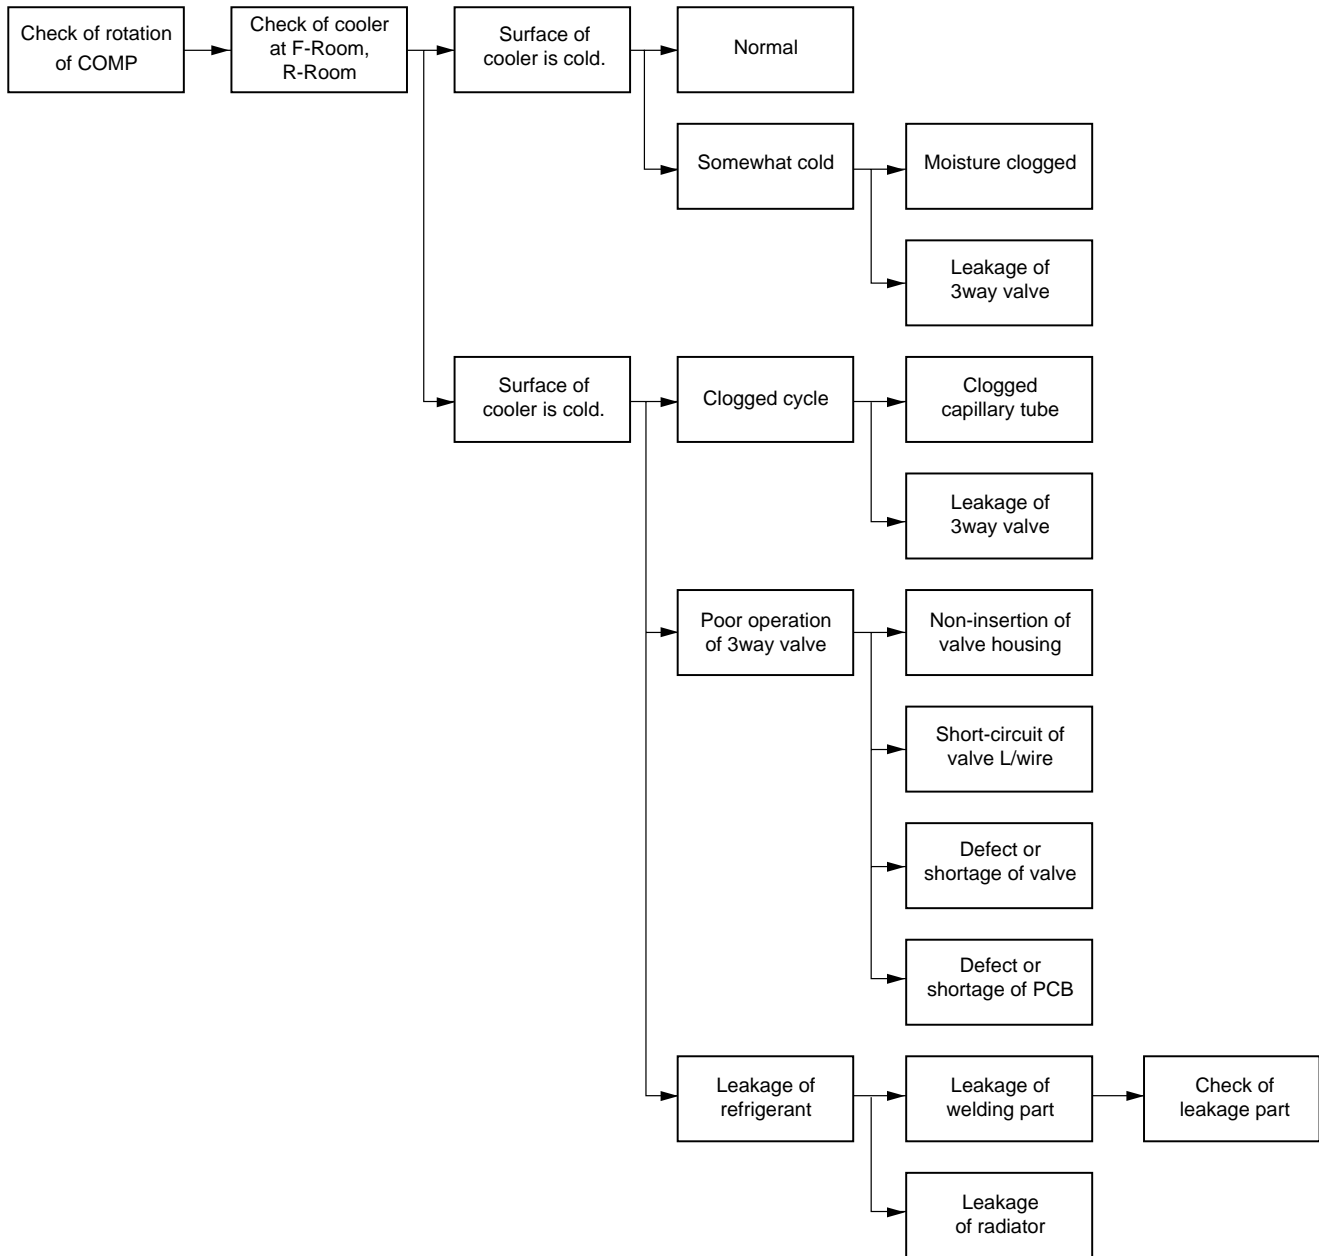 Check of rotation
of COMP
Check of cooler
at F-Room,
R-Room
Surface of
cooler is cold.
Normal
Somewhat cold
Moisture clogged
Leakage of
3way valve
Surface of
cooler is cold.
Clogged cycle
Clogged
capillary tube
Leakage of
3way valve
Poor operation
of 3way valve
Non-insertion of
valve housing
Short-circuit of
valve L/wire
Defect or
shortage of valve
Defect or
shortage of PCB
Leakage of
refrigerant
Leakage of
welding part
Check of
leakage part
Leakage
of radiator